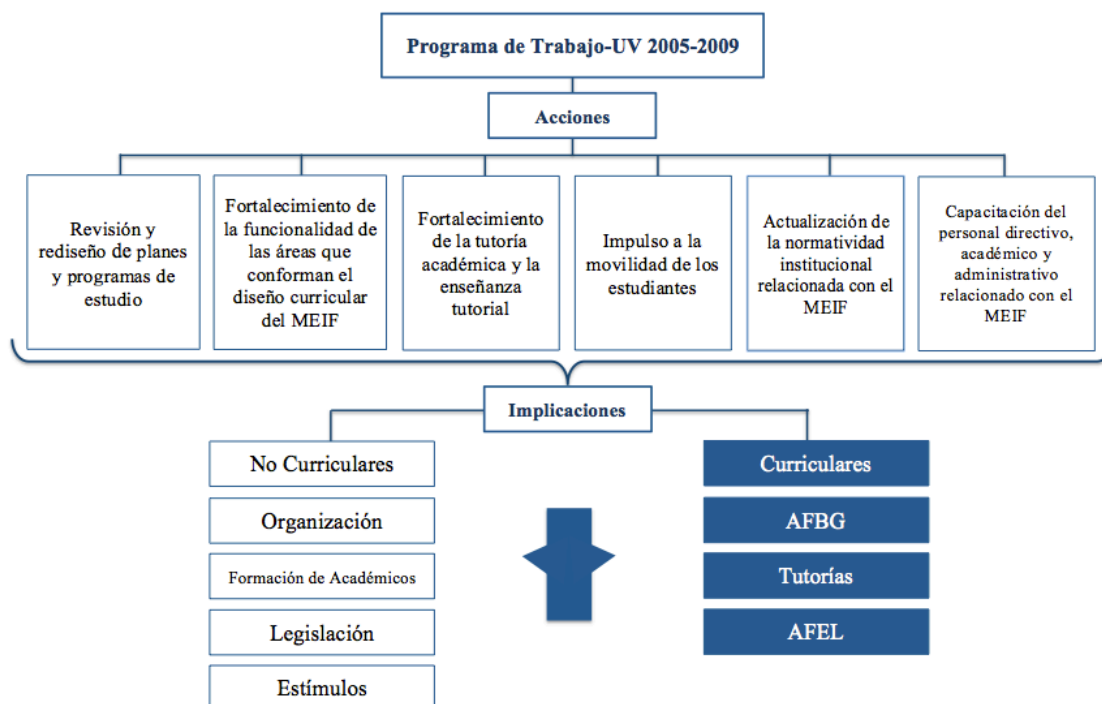 Programa de Trabajo-UV 2005-2009
Acciones
Revisión y
rediseño de planes
y programas de
estudio
Fortalecimiento de
la funcionalidad de
las áreas que
conforman el
diseño curricular
del MEIF
Fortalecimiento
de la tutoría
académica y la
enseñanza
tutorial
Impulso a la
movilidad de los
estudiantes
Actualización de
la normatividad
institucional
relacionada con el
MEIF
Capacitación del
personal directivo,
académico y
administrativo
relacionado con el
MEIF
Implicaciones
No Curriculares
Organización
Formación de Académicos
Legislación
Estímulos
Curriculares
AFBG
Tutorías
AFEL